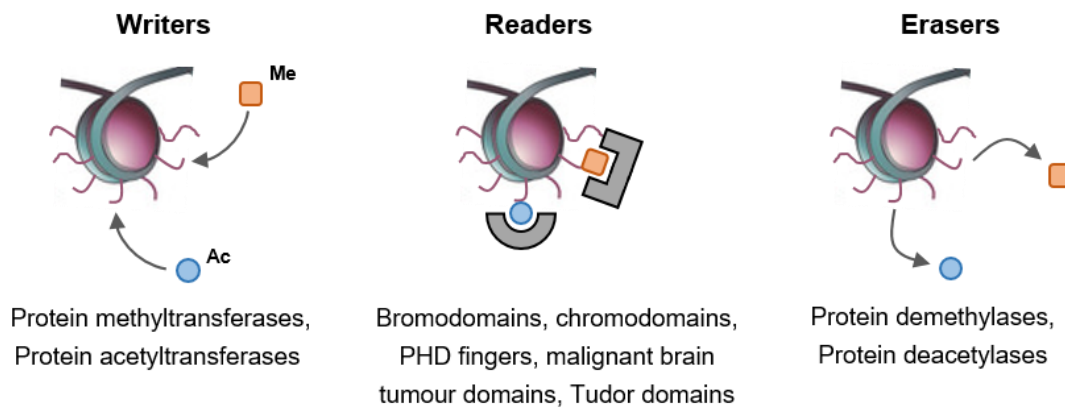 Writers
Me
Ac
Protein methyltransferases,
Protein acetyltransferases
Readers
Bromodomains, chromodomains,
PHD fingers, malignant brain
tumour domains, Tudor domains
Erasers
Protein demethylases,
Protein deacetylases